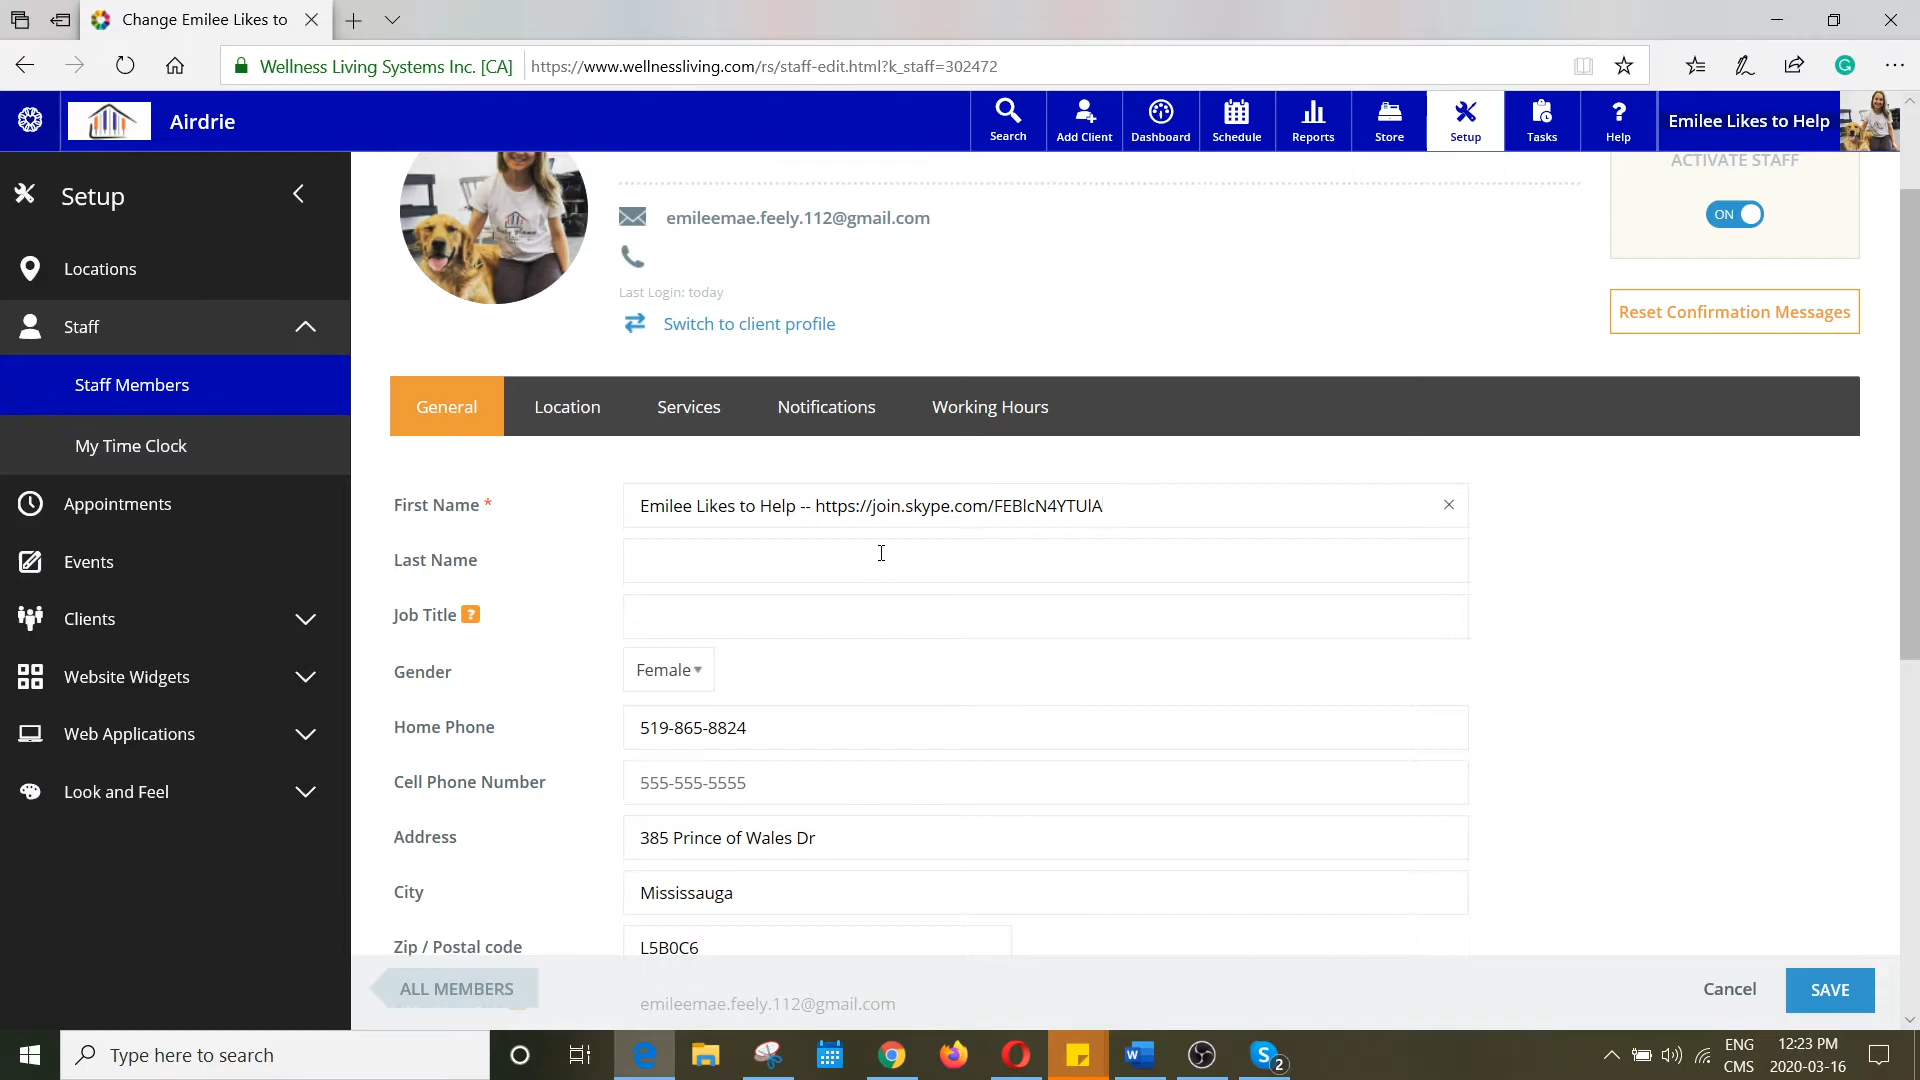 Change Emilee Likes to
Wellness Living Systems Inc. [CA]
https://www.wellnessliving.com/rs/staff-edit.html?k_staff=302472
Airdrie
Search
Add Client
Dashboard
Schedule
Reports
Store
Setup
Tasks
Help
Emilee Likes to Help
Setup
Locations
Staff
Staff Members
My Time Clock
Appointments
Events
Clients
Website Widgets
Web Applications
Look and Feel
emileemae.feely.112@gmail.com
Last Login: today
Switch to client profile
ACTIVATE STAFF
ON
Reset Confirmation Messages
General
Location
Services
Notifications
Working Hours
First Name * Emilee Likes to Help -- https://join.skype.com/FEBlcN4YTUlA
Last Name
Job Title ?
Gender Female
Home Phone 519-865-8824
Cell Phone Number 555-555-5555
Address 385 Prince of Wales Dr
City Mississauga
Zip / Postal code L5B0C6
emileemae.feely.112@gmail.com
ALL MEMBERS
Cancel
SAVE
Type here to search
2
ENG
CMS
12:23 PM
2020-03-16